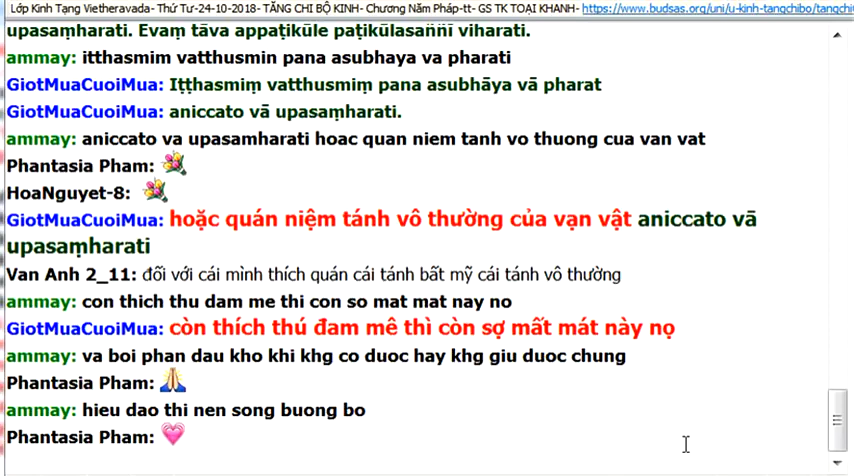 Lớp Kinh Tạng Vietheravada- Thứ Tư-24-10-2018- TĂNG CHI BỘ KINH- Chương Năm Pháp-tt- GS TK TOẠI KHANH- https://www.budsas.org/uni/u-kinh-tangchibo/tangchi
upasaṃharati. Evaṃ tāva appaṭikūle paṭikūlasaññī viharati.
ammay: itthasmim vatthusmin pana asubhaya va pharati
GiotMuaCuoiMua: Iṭṭhasmiṃ vatthusmiṃ pana asubhāya vā pharat
GiotMuaCuoiMua: aniccato vā upasaṃharati.
ammay: aniccato va upasamharati hoac quan niem tanh vo thuong cua van vat
Phantasia Pham:
HoaNguyet-8:
GiotMuaCuoiMua: hoặc quán niệm tánh vô thường của vạn vật aniccato vā
upasaṃharati
Van Anh 2_11: đối với cái mình thích quán cái tánh bất mỹ cái tánh vô thường
ammay: con thich thu dam me thi con so mat mat nay no
GiotMuaCuoiMua: còn thích thú đam mê thì còn sợ mất mát này nọ
ammay: va boi phan dau kho khi khg co duoc hay khg giu duoc chung
Phantasia Pham:
ammay: hieu dao thi nen song buong bo
Phantasia Pham: